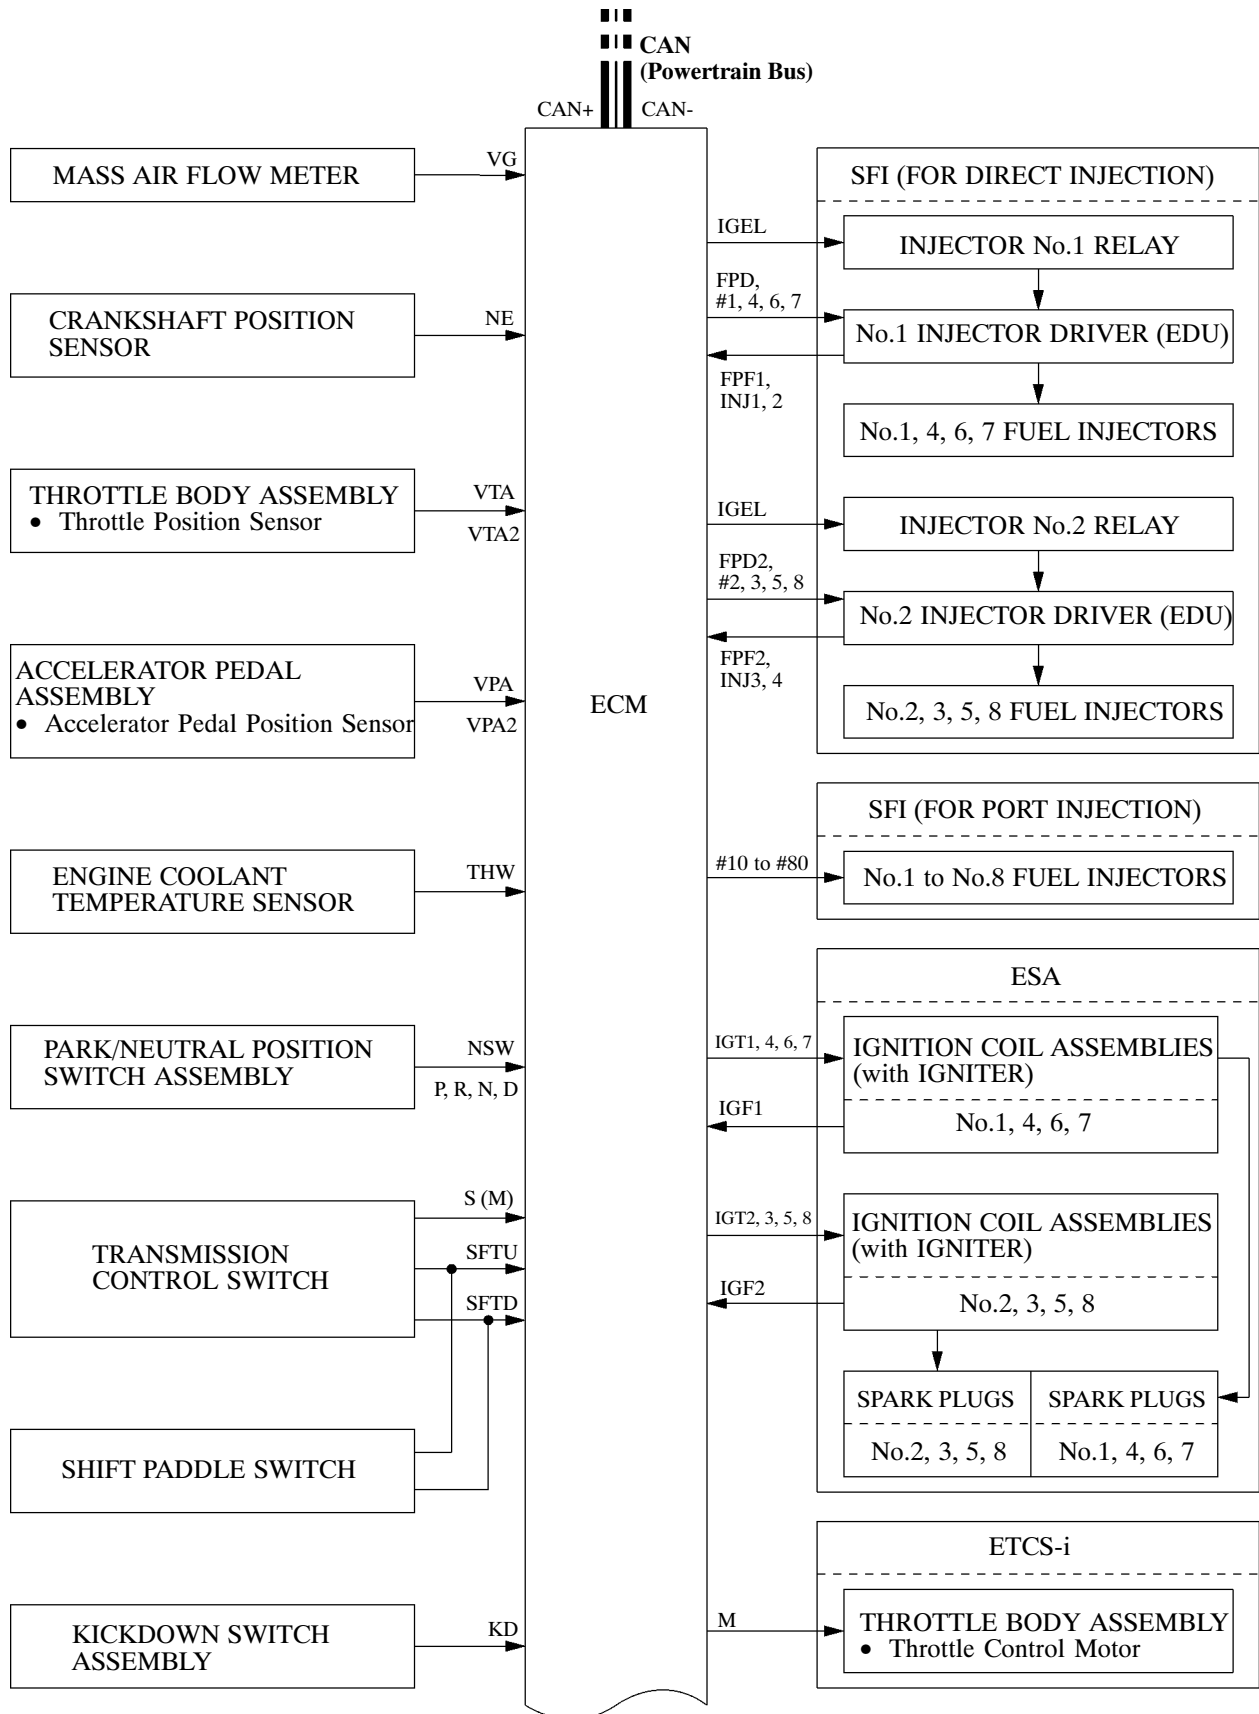 CAN
(Powertrain Bus)
CAN+
CAN-
MASS AIR FLOW METER
VG
CRANKSHAFT POSITION
SENSOR
NE
THROTTLE BODY ASSEMBLY
• Throttle Position Sensor
VTA
VTA2
ACCELERATOR PEDAL
ASSEMBLY
• Accelerator Pedal Position Sensor
VPA
VPA2
ENGINE COOLANT
TEMPERATURE SENSOR
THW
PARK/NEUTRAL POSITION
SWITCH ASSEMBLY
NSW
P, R, N, D
TRANSMISSION
CONTROL SWITCH
S (M)
SFTU
SFTD
SHIFT PADDLE SWITCH
KICKDOWN SWITCH
ASSEMBLY
KD
ECM
SFI (FOR DIRECT INJECTION)
IGEL
INJECTOR No.1 RELAY
FPD,
#1, 4, 6, 7
No.1 INJECTOR DRIVER (EDU)
FPF1,
INJ1, 2
No.1, 4, 6, 7 FUEL INJECTORS
IGEL
INJECTOR No.2 RELAY
FPD2,
#2, 3, 5, 8
No.2 INJECTOR DRIVER (EDU)
FPF2,
INJ3, 4
No.2, 3, 5, 8 FUEL INJECTORS
SFI (FOR PORT INJECTION)
#10 to #80
No.1 to No.8 FUEL INJECTORS
ESA
IGT1, 4, 6, 7
IGNITION COIL ASSEMBLIES
(with IGNITER)
IGF1
No.1, 4, 6, 7
IGT2, 3, 5, 8
IGNITION COIL ASSEMBLIES
(with IGNITER)
IGF2
No.2, 3, 5, 8
SPARK PLUGS
No.2, 3, 5, 8
SPARK PLUGS
No.1, 4, 6, 7
ETCS-i
M
THROTTLE BODY ASSEMBLY
• Throttle Control Motor